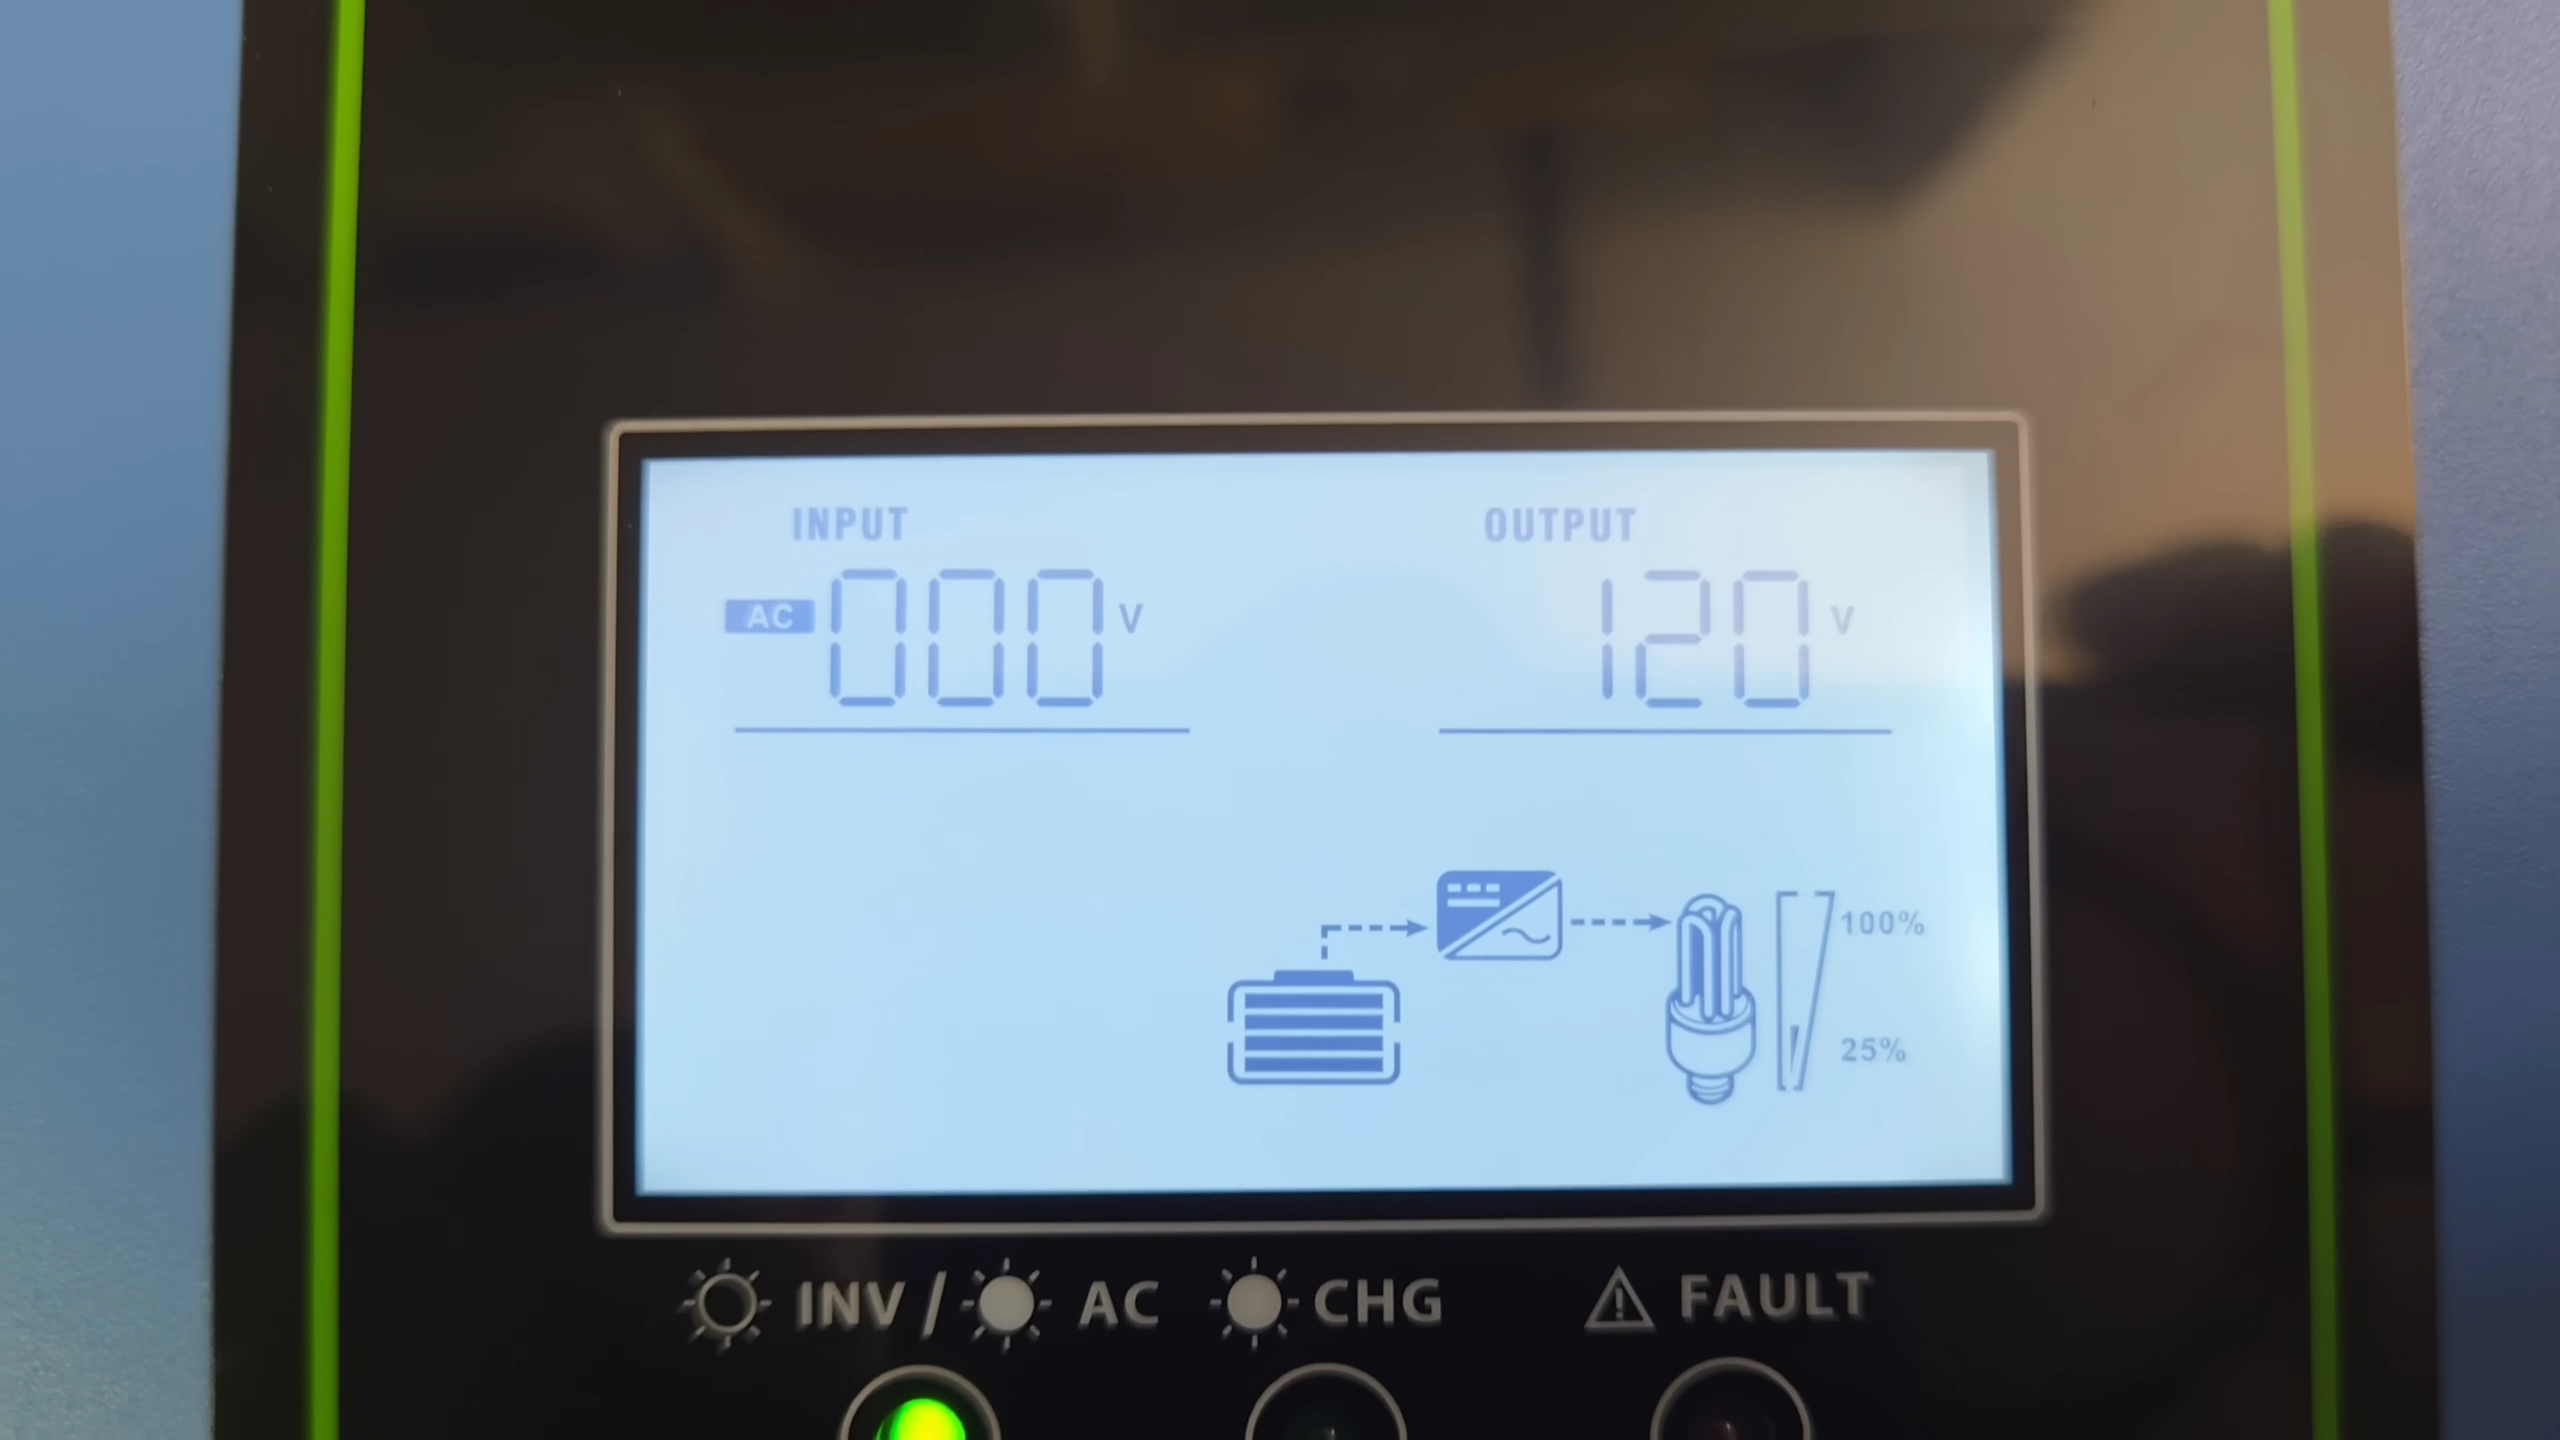 INPUT OUTPUT
AC 000 V 120 V
100%
25%
INV / AC CHG FAULT